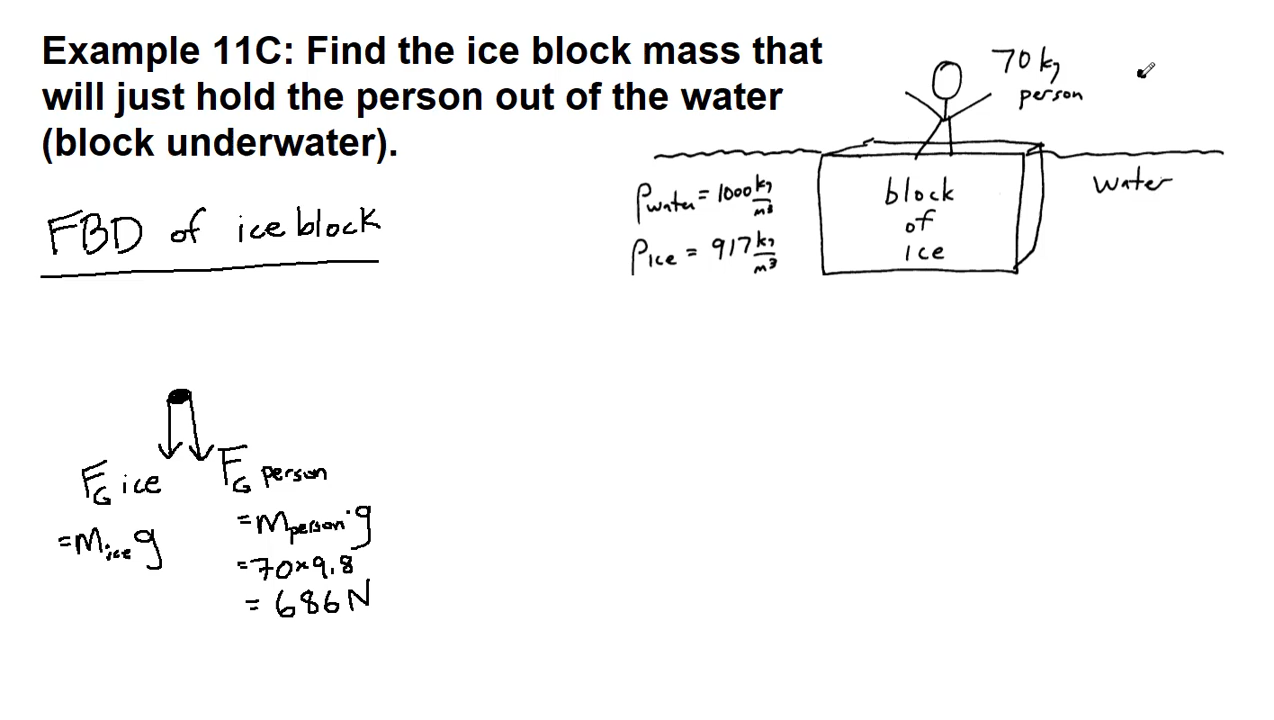 Example 11C: Find the ice block mass that
will just hold the person out of the water
(block underwater).
FBD of ice block
70 kg
person
ρwater = 1000 kg/m³
ρice = 917 kg/m³
block
of
ice
water
FG ice
= Mice g
FG person
= Mperson · g
= 70 × 9.8
= 686 N